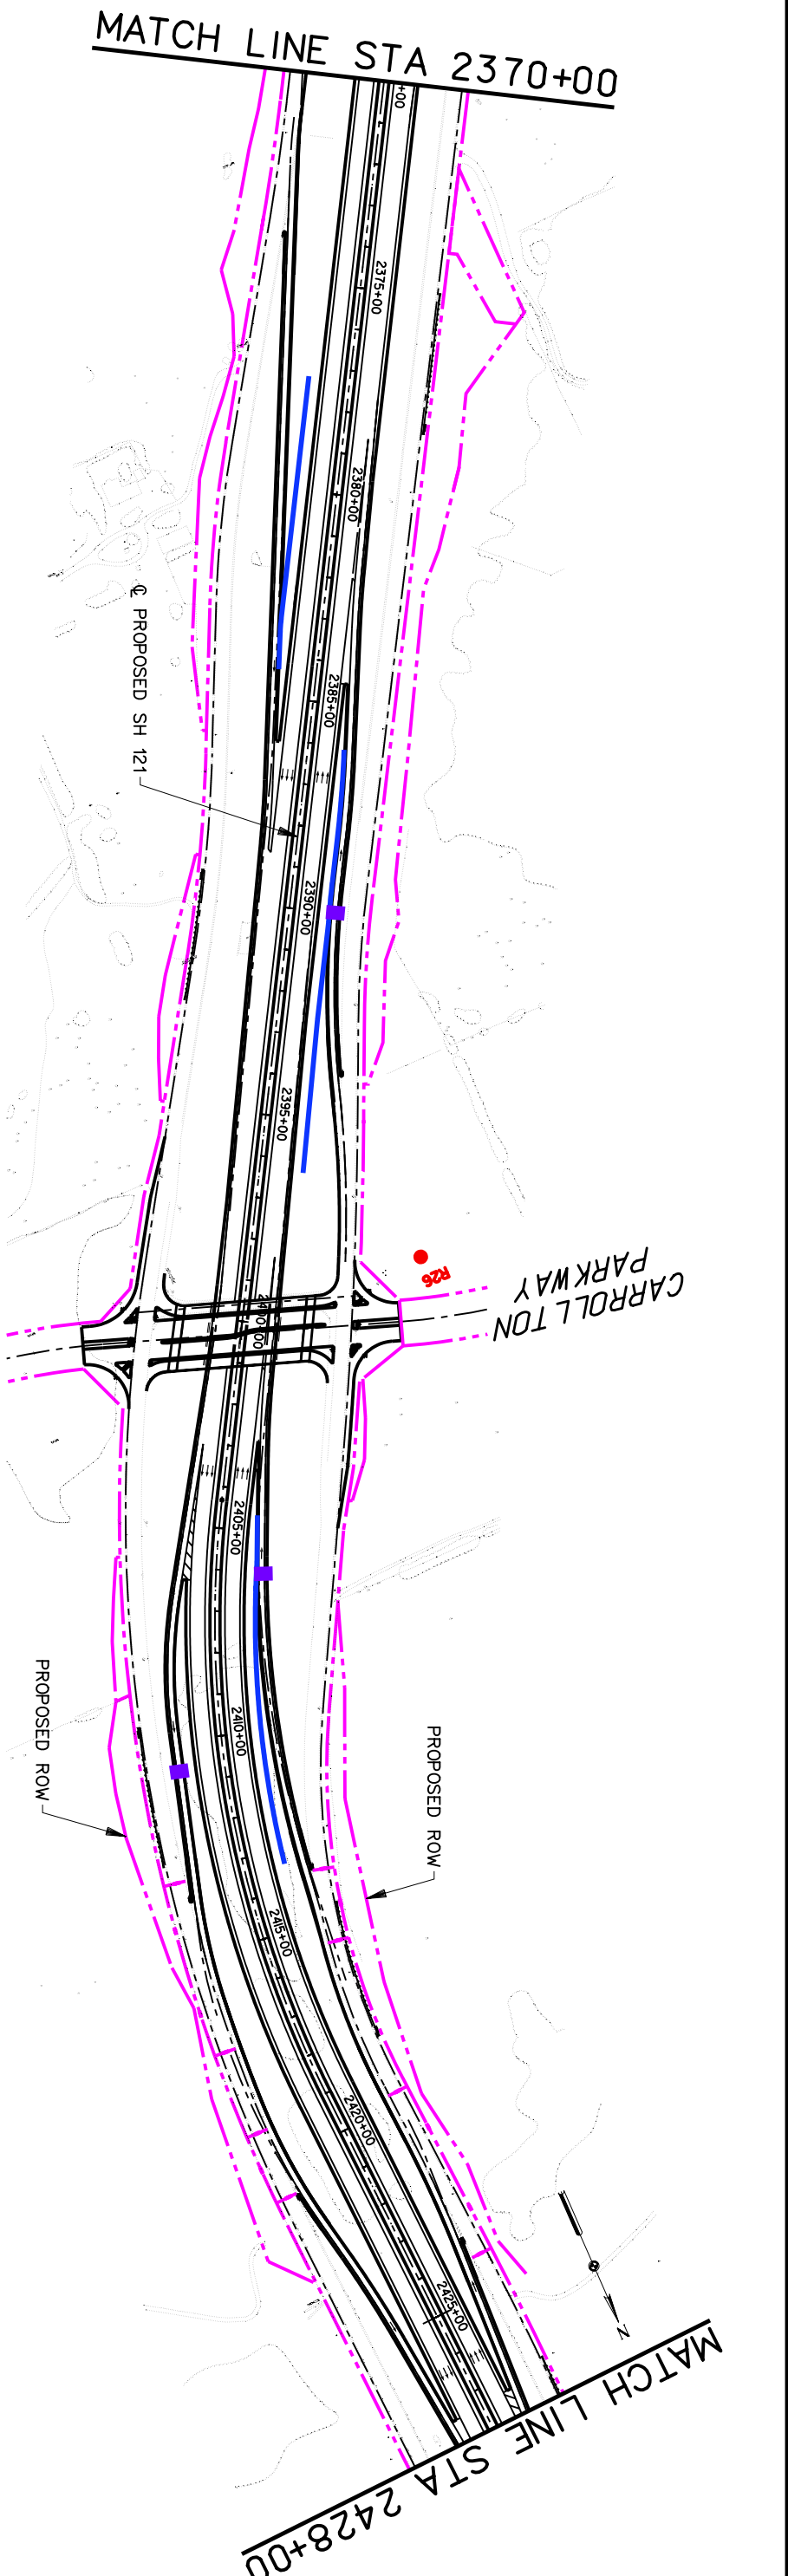 MATCH LINE STA 2370+00
+00
2375+00
2380+00
℄ PROPOSED SH 121
2385+00
2390+00
2395+00
R26
CARROLLTON
PARKWAY
2400+00
2405+00
PROPOSED ROW
2410+00
PROPOSED ROW
2415+00
2420+00
2425+00
N
MATCH LINE STA 2428+00